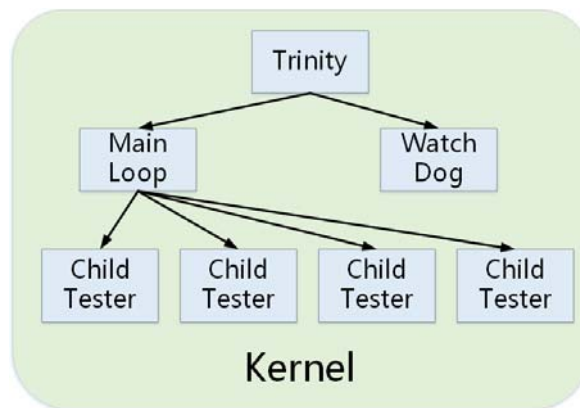 Trinity
Main
Loop
Watch
Dog
Child
Tester
Child
Tester
Child
Tester
Child
Tester
Kernel